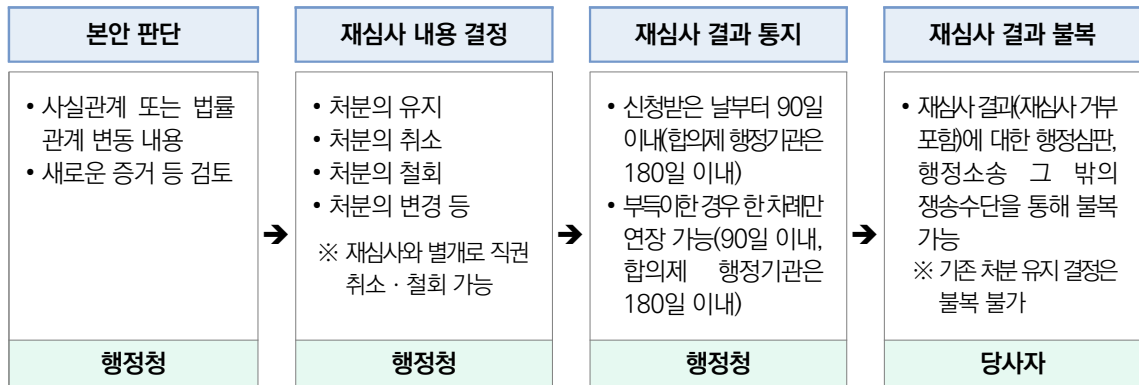 본안 판단
• 사실관계 또는 법률
관계 변동 내용
• 새로운 증거 등 검토
행정청
➔
재심사 내용 결정
• 처분의 유지
• 처분의 취소
• 처분의 철회
• 처분의 변경 등
※ 재심사와 별개로 직권
취소 · 철회 가능
행정청
➔
재심사 결과 통지
• 신청받은 날부터 90일
이내(합의제 행정기관은
180일 이내)
• 부득이한 경우 한 차례만
연장 가능(90일 이내,
합의제 행정기관은
180일 이내)
행정청
➔
재심사 결과 불복
• 재심사 결과(재심사 거부
포함)에 대한 행정심판,
행정소송 그 밖의
쟁송수단을 통해 불복
가능
※ 기존 처분 유지 결정은
불복 불가
당사자